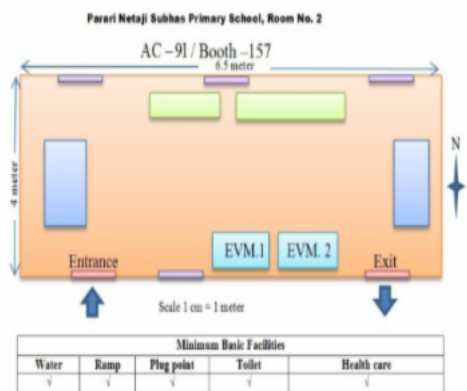 Parari Netaji Subhas Primary School, Room No. 2
AC –91/ Booth –157
6.5 meter
4 meter
N
EVM.1 EVM. 2
Entrance Exit
Scale 1 cm = 1 meter
Minimum Basic Facilities
Water Ramp Plug point Toilet Health care
√ √ √ √ √